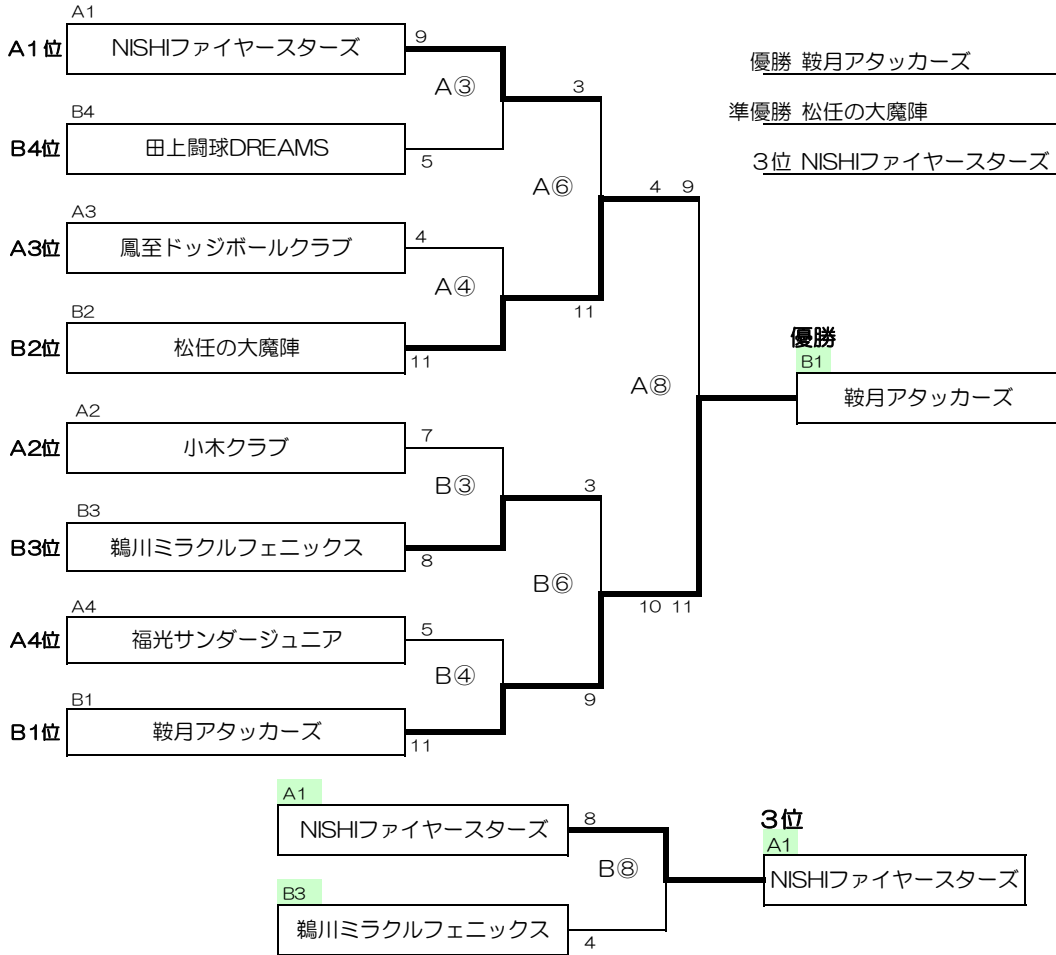 A1
A1位 NISHIファイヤースターズ 9
A③ 3
B4
B4位 田上闘球DREAMS 5
A⑥ 4 9
A3
A3位 鳳至ドッジボールクラブ 4
A④ 11
B2
B2位 松任の大魔陣 11
A⑧
A2
A2位 小木クラブ 7
B③ 3
B3
B3位 鵜川ミラクルフェニックス 8
B⑥ 10 11
A4
A4位 福光サンダージュニア 5
B④ 9
B1
B1位 鞍月アタッカーズ 11
優勝 鞍月アタッカーズ
準優勝 松任の大魔陣
3位 NISHIファイヤースターズ
優勝
B1
鞍月アタッカーズ
A1
NISHIファイヤースターズ 8
B⑧
B3
鵜川ミラクルフェニックス 4
3位
A1
NISHIファイヤースターズ